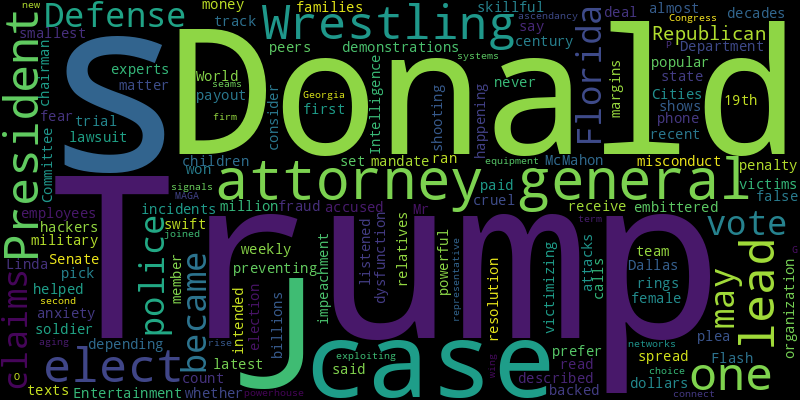 Donald
Trump
S
J
attorney general
case
Wrestling
President
Defense
Florida
Republican
vote
lead
one
may
elect
claims
police
became
money
families
skillful
ascendancy
new
track
peers
demonstrations
say
century
deal
almost
decades
Congress
Department
P
popular
state
Cities
shows
phone
recent
margins
19th
smallest
chairman
experts
matter
fear
trial
lawsuit
Committee
World
seams
payout
firm
Georgia
first
consider
Intelligence
shooting
systems
never
happening
children
won
set
mandate
ran
equipment
McMahon
misconduct
penalty
victims
false
signals
MAGA
paid
cruel
receive
embittered
term
employees
hackers
military
incidents
joined
swift
million
fraud
accused
Mr
Linda
Senate
pick
helped
second
anxiety
aging
soldier
O
texts
depending
Entertainment
member
weekly
preventing
intended
election
billions
rise
latest
count
whether
powerhouse
impeachment
listened
dysfunction
relatives
powerful
representative
resolution
victimizing
attacks
calls
team
Dallas
rings
female
plea
organization
G
exploiting
said
prefer
read
described
backed
wing
spread
Flash
networks
choice
dollars
connect